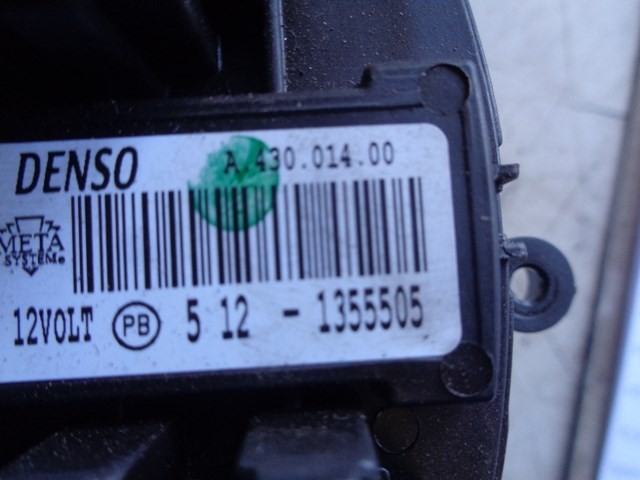 DENSO
A.430.014.00
META
SYSTEM®
12VOLT PB 5 12 - 1355505